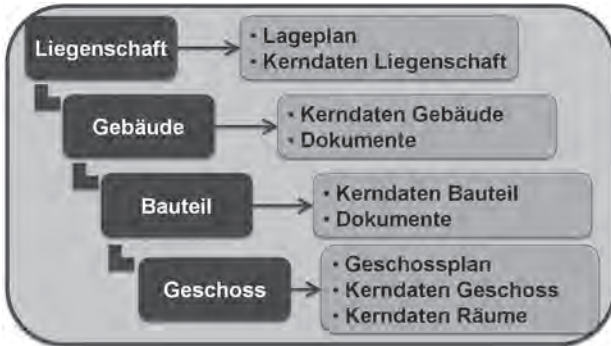 Liegenschaft
• Lageplan
• Kerndaten Liegenschaft
Gebäude
• Kerndaten Gebäude
• Dokumente
Bauteil
• Kerndaten Bauteil
• Dokumente
Geschoss
• Geschossplan
• Kerndaten Geschoss
• Kerndaten Räume